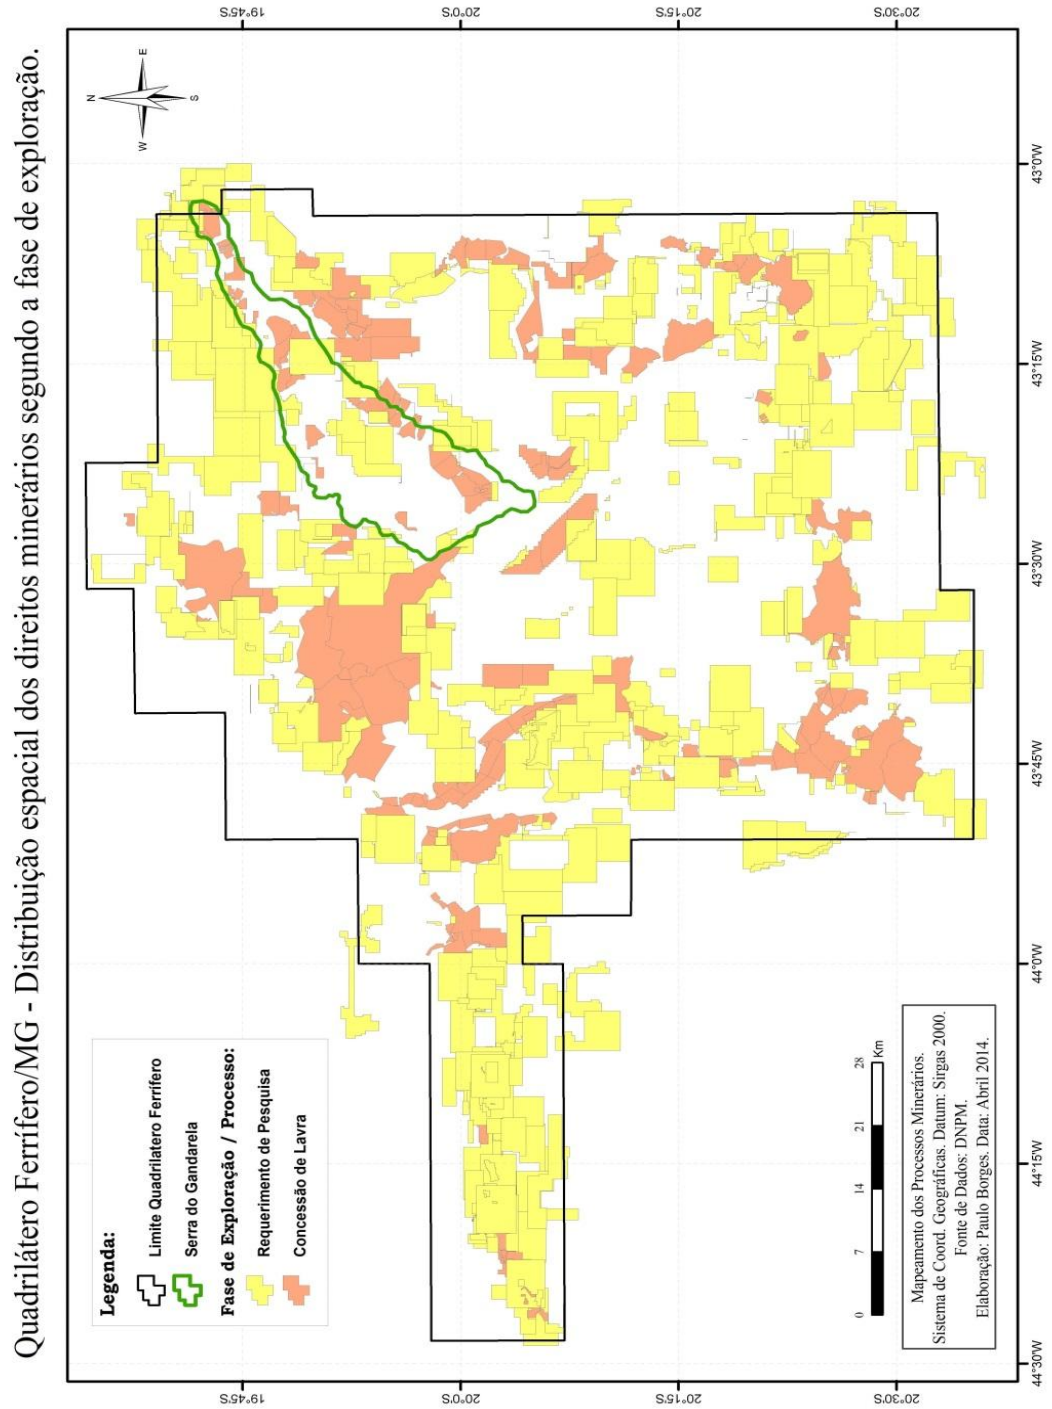 Quadrilátero Ferrífero/MG - Distribuição espacial dos direitos minerários segundo a fase de exploração.
19°45'S
20°0'S
20°15'S
20°30'S
N
W
E
S
Legenda:
Limite Quadrilatero Ferrífero
Serra do Gandarela
Fase de Exploração / Processo:
Requerimento de Pesquisa
Concessão de Lavra
0 7 14 21 28
Km
Mapeamento dos Processos Minerários.
Sistema de Coord. Geográficas. Datum: Sirgas 2000.
Fonte de Dados: DNPM.
Elaboração: Paulo Borges. Data: Abril 2014.
44°30'W
44°15'W
44°0'W
43°45'W
43°30'W
43°15'W
43°0'W
19°45'S
20°0'S
20°15'S
20°30'S